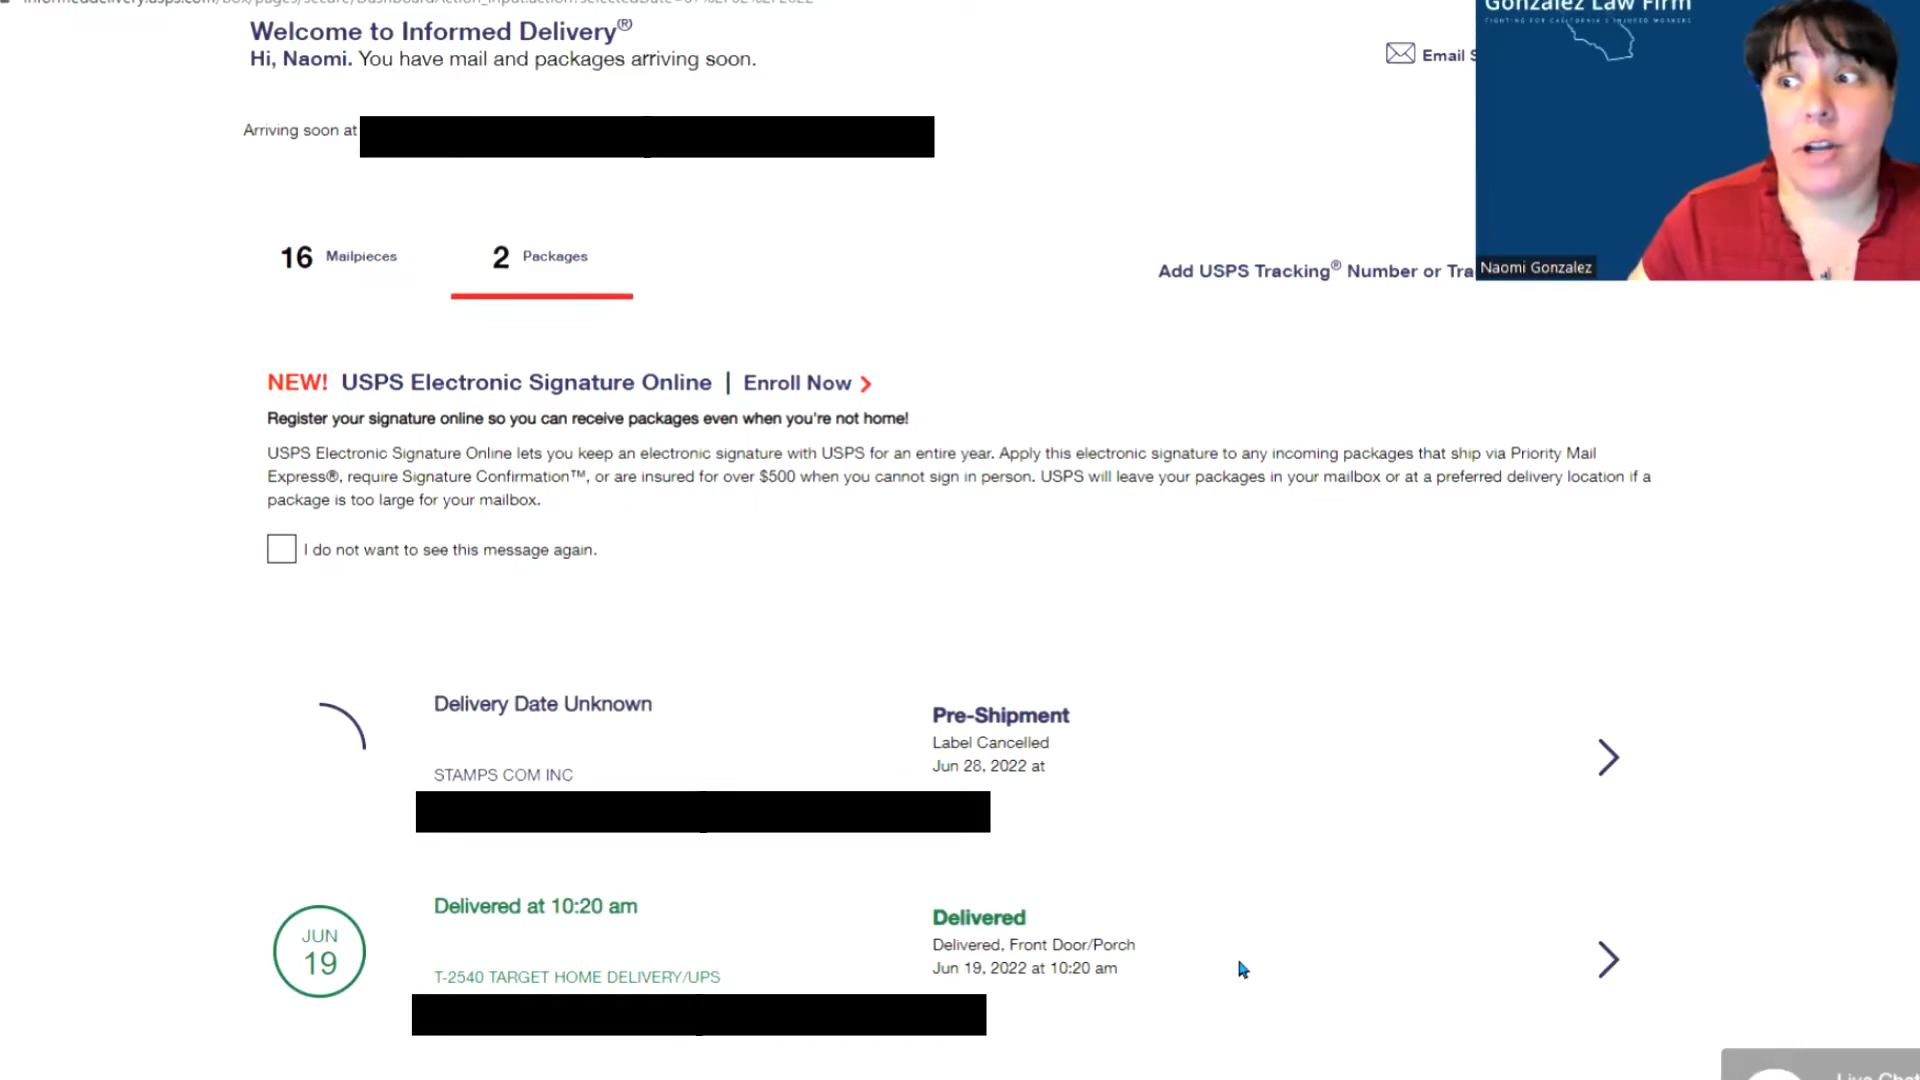 Welcome to Informed Delivery®
Hi, Naomi. You have mail and packages arriving soon.
Email
Gonzalez Law Firm
FIGHTING FOR CALIFORNIA'S INJURED WORKERS
Arriving soon at
16 Mailpieces
2 Packages
Add USPS Tracking® Number or
Naomi Gonzalez
NEW! USPS Electronic Signature Online | Enroll Now
Register your signature online so you can receive packages even when you're not home!
USPS Electronic Signature Online lets you keep an electronic signature with USPS for an entire year. Apply this electronic signature to any incoming packages that ship via Priority Mail
Express®, require Signature Confirmation™, or are insured for over $500 when you cannot sign in person. USPS will leave your packages in your mailbox or at a preferred delivery location if a
package is too large for your mailbox.
I do not want to see this message again.
Delivery Date Unknown
STAMPS COM INC
Pre-Shipment
Label Cancelled
Jun 28, 2022 at
JUN
19
Delivered at 10:20 am
T-2540 TARGET HOME DELIVERY/UPS
Delivered
Delivered, Front Door/Porch
Jun 19, 2022 at 10:20 am